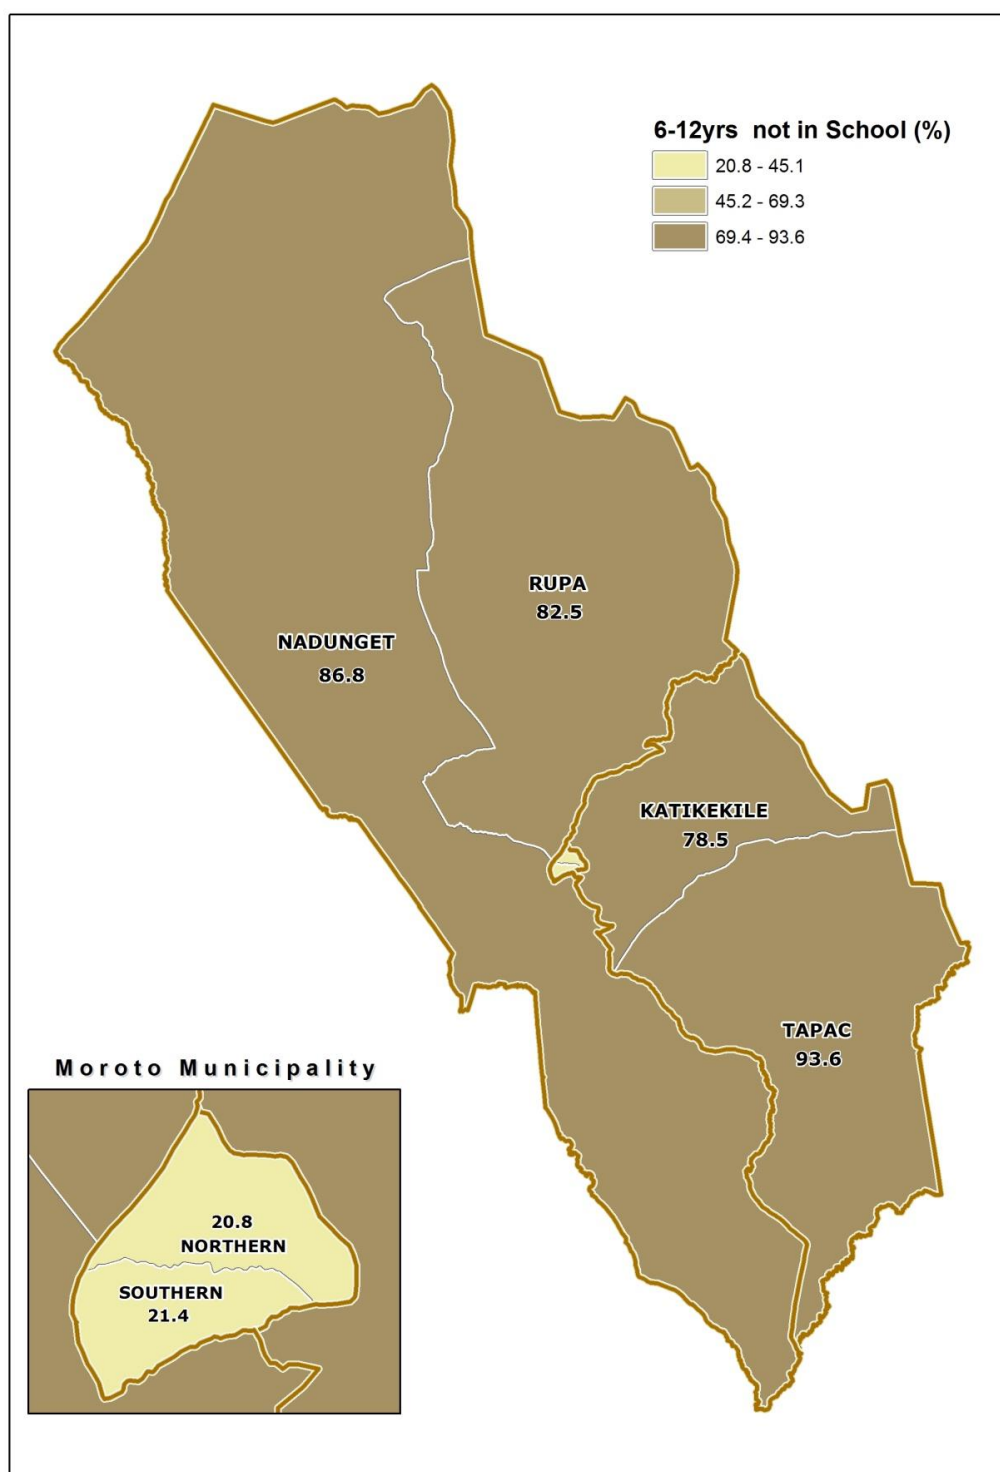 6-12yrs not in School (%)
20.8 - 45.1
45.2 - 69.3
69.4 - 93.6
RUPA
82.5
NADUNGET
86.8
KATIKEKILE
78.5
TAPAC
93.6
Moroto Municipality
20.8
NORTHERN
SOUTHERN
21.4